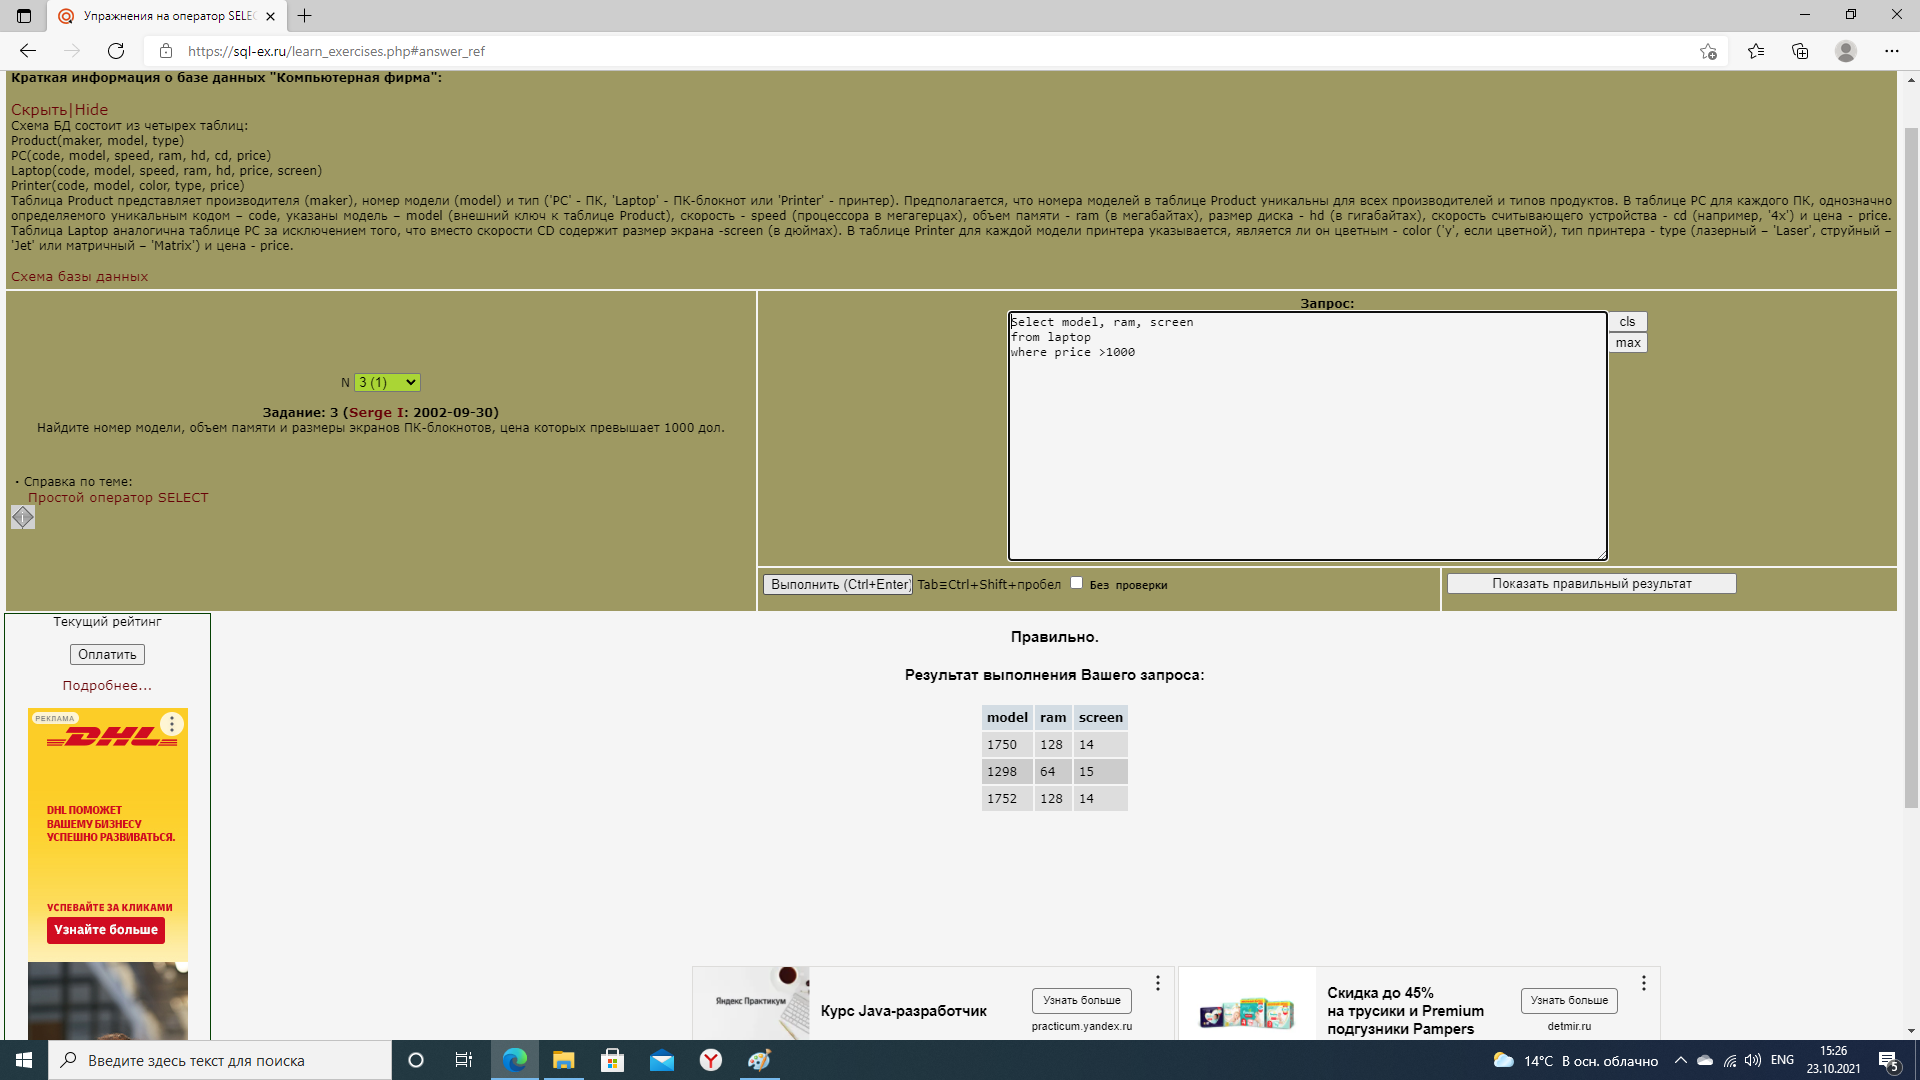 Упражнения на оператор SELEC
https://sql-ex.ru/learn_exercises.php#answer_ref
Краткая информация о базе данных "Компьютерная фирма":
Скрыть|Hide
Схема БД состоит из четырех таблиц:
Product(maker, model, type)
PC(code, model, speed, ram, hd, cd, price)
Laptop(code, model, speed, ram, hd, price, screen)
Printer(code, model, color, type, price)
Таблица Product представляет производителя (maker), номер модели (model) и тип ('PC' - ПК, 'Laptop' - ПК-блокнот или 'Printer' - принтер). Предполагается, что номера моделей в таблице Product уникальны для всех производителей и типов продуктов. В таблице PC для каждого ПК, однозначно
определяемого уникальным кодом – code, указаны модель – model (внешний ключ к таблице Product), скорость - speed (процессора в мегагерцах), объем памяти - ram (в мегабайтах), размер диска - hd (в гигабайтах), скорость считывающего устройства - cd (например, '4x') и цена - price.
Таблица Laptop аналогична таблице РС за исключением того, что вместо скорости CD содержит размер экрана -screen (в дюймах). В таблице Printer для каждой модели принтера указывается, является ли он цветным - color ('y', если цветной), тип принтера - type (лазерный – 'Laser', струйный –
'Jet' или матричный – 'Matrix') и цена - price.
Схема базы данных
N 3 (1)
Задание: 3 (Serge I: 2002-09-30)
Найдите номер модели, объем памяти и размеры экранов ПК-блокнотов, цена которых превышает 1000 дол.
· Справка по теме:
Простой оператор SELECT
Запрос:
Select model, ram, screen
from laptop
where price >1000
cls
max
Выполнить (Ctrl+Enter) Tab≡Ctrl+Shift+пробел Без проверки
Показать правильный результат
Текущий рейтинг
Оплатить
Подробнее...
РЕКЛАМА
DHL
DHL ПОМОЖЕТ
ВАШЕМУ БИЗНЕСУ
УСПЕШНО РАЗВИВАТЬСЯ.
УСПЕВАЙТЕ ЗА КЛИКАМИ
Узнайте больше
Правильно.
Результат выполнения Вашего запроса:
model ram screen
1750 128 14
1298 64 15
1752 128 14
Яндекс Практикум
Курс Java-разработчик
Узнать больше
practicum.yandex.ru
Скидка до 45%
на трусики и Premium
подгузники Pampers
Узнать больше
detmir.ru
Введите здесь текст для поиска
14°C В осн. облачно
ENG
15:26
23.10.2021
5